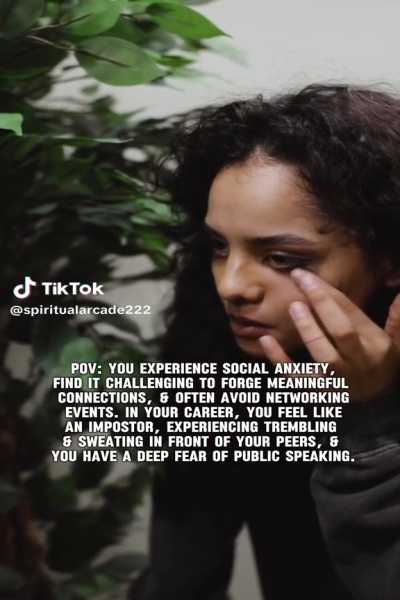 TikTok
@spiritualarcade222
POV: YOU EXPERIENCE SOCIAL ANXIETY,
FIND IT CHALLENGING TO FORGE MEANINGFUL
CONNECTIONS, & OFTEN AVOID NETWORKING
EVENTS. IN YOUR CAREER, YOU FEEL LIKE
AN IMPOSTOR, EXPERIENCING TREMBLING
& SWEATING IN FRONT OF YOUR PEERS, &
YOU HAVE A DEEP FEAR OF PUBLIC SPEAKING.